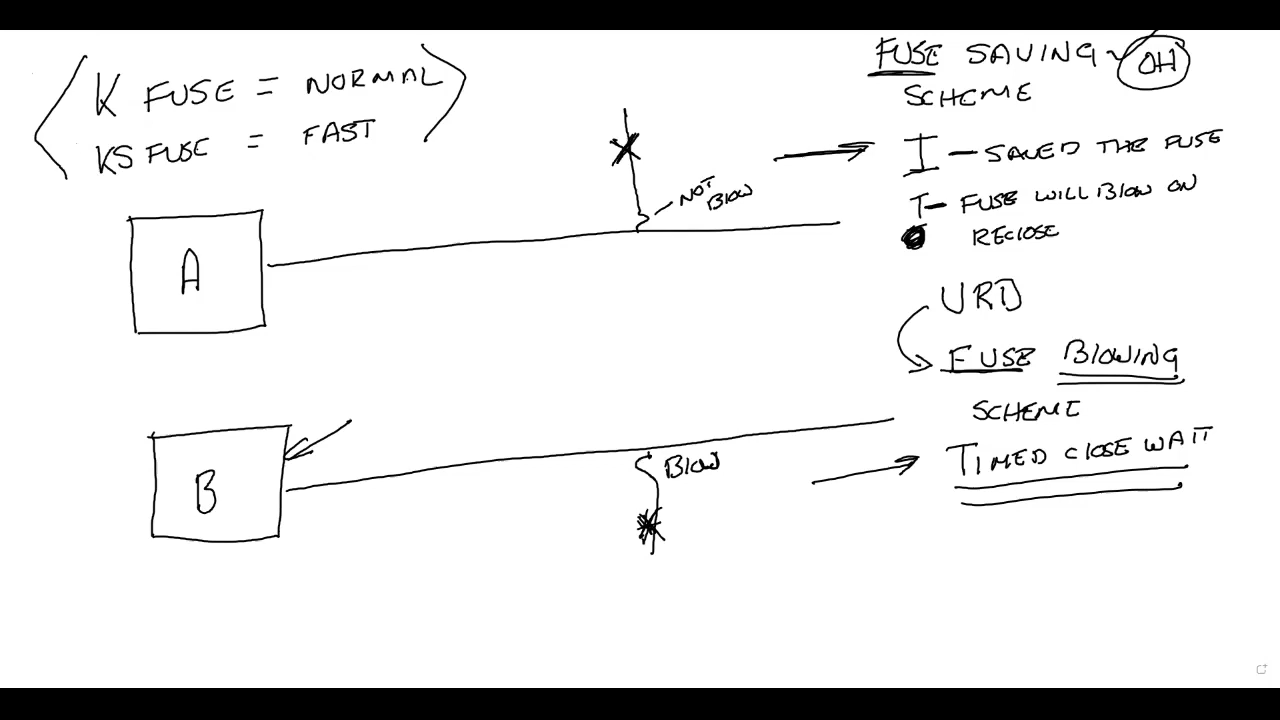 K FUSE = NORMAL
KS FUSE = FAST
FUSE SAVING OH
SCHEME
I - SAVED THE FUSE
T - FUSE WILL BLOW ON
RECLOSE
NOT
BLOW
A
URD
FUSE BLOWING
SCHEME
TIMED CLOSE WAIT
BLOW
B